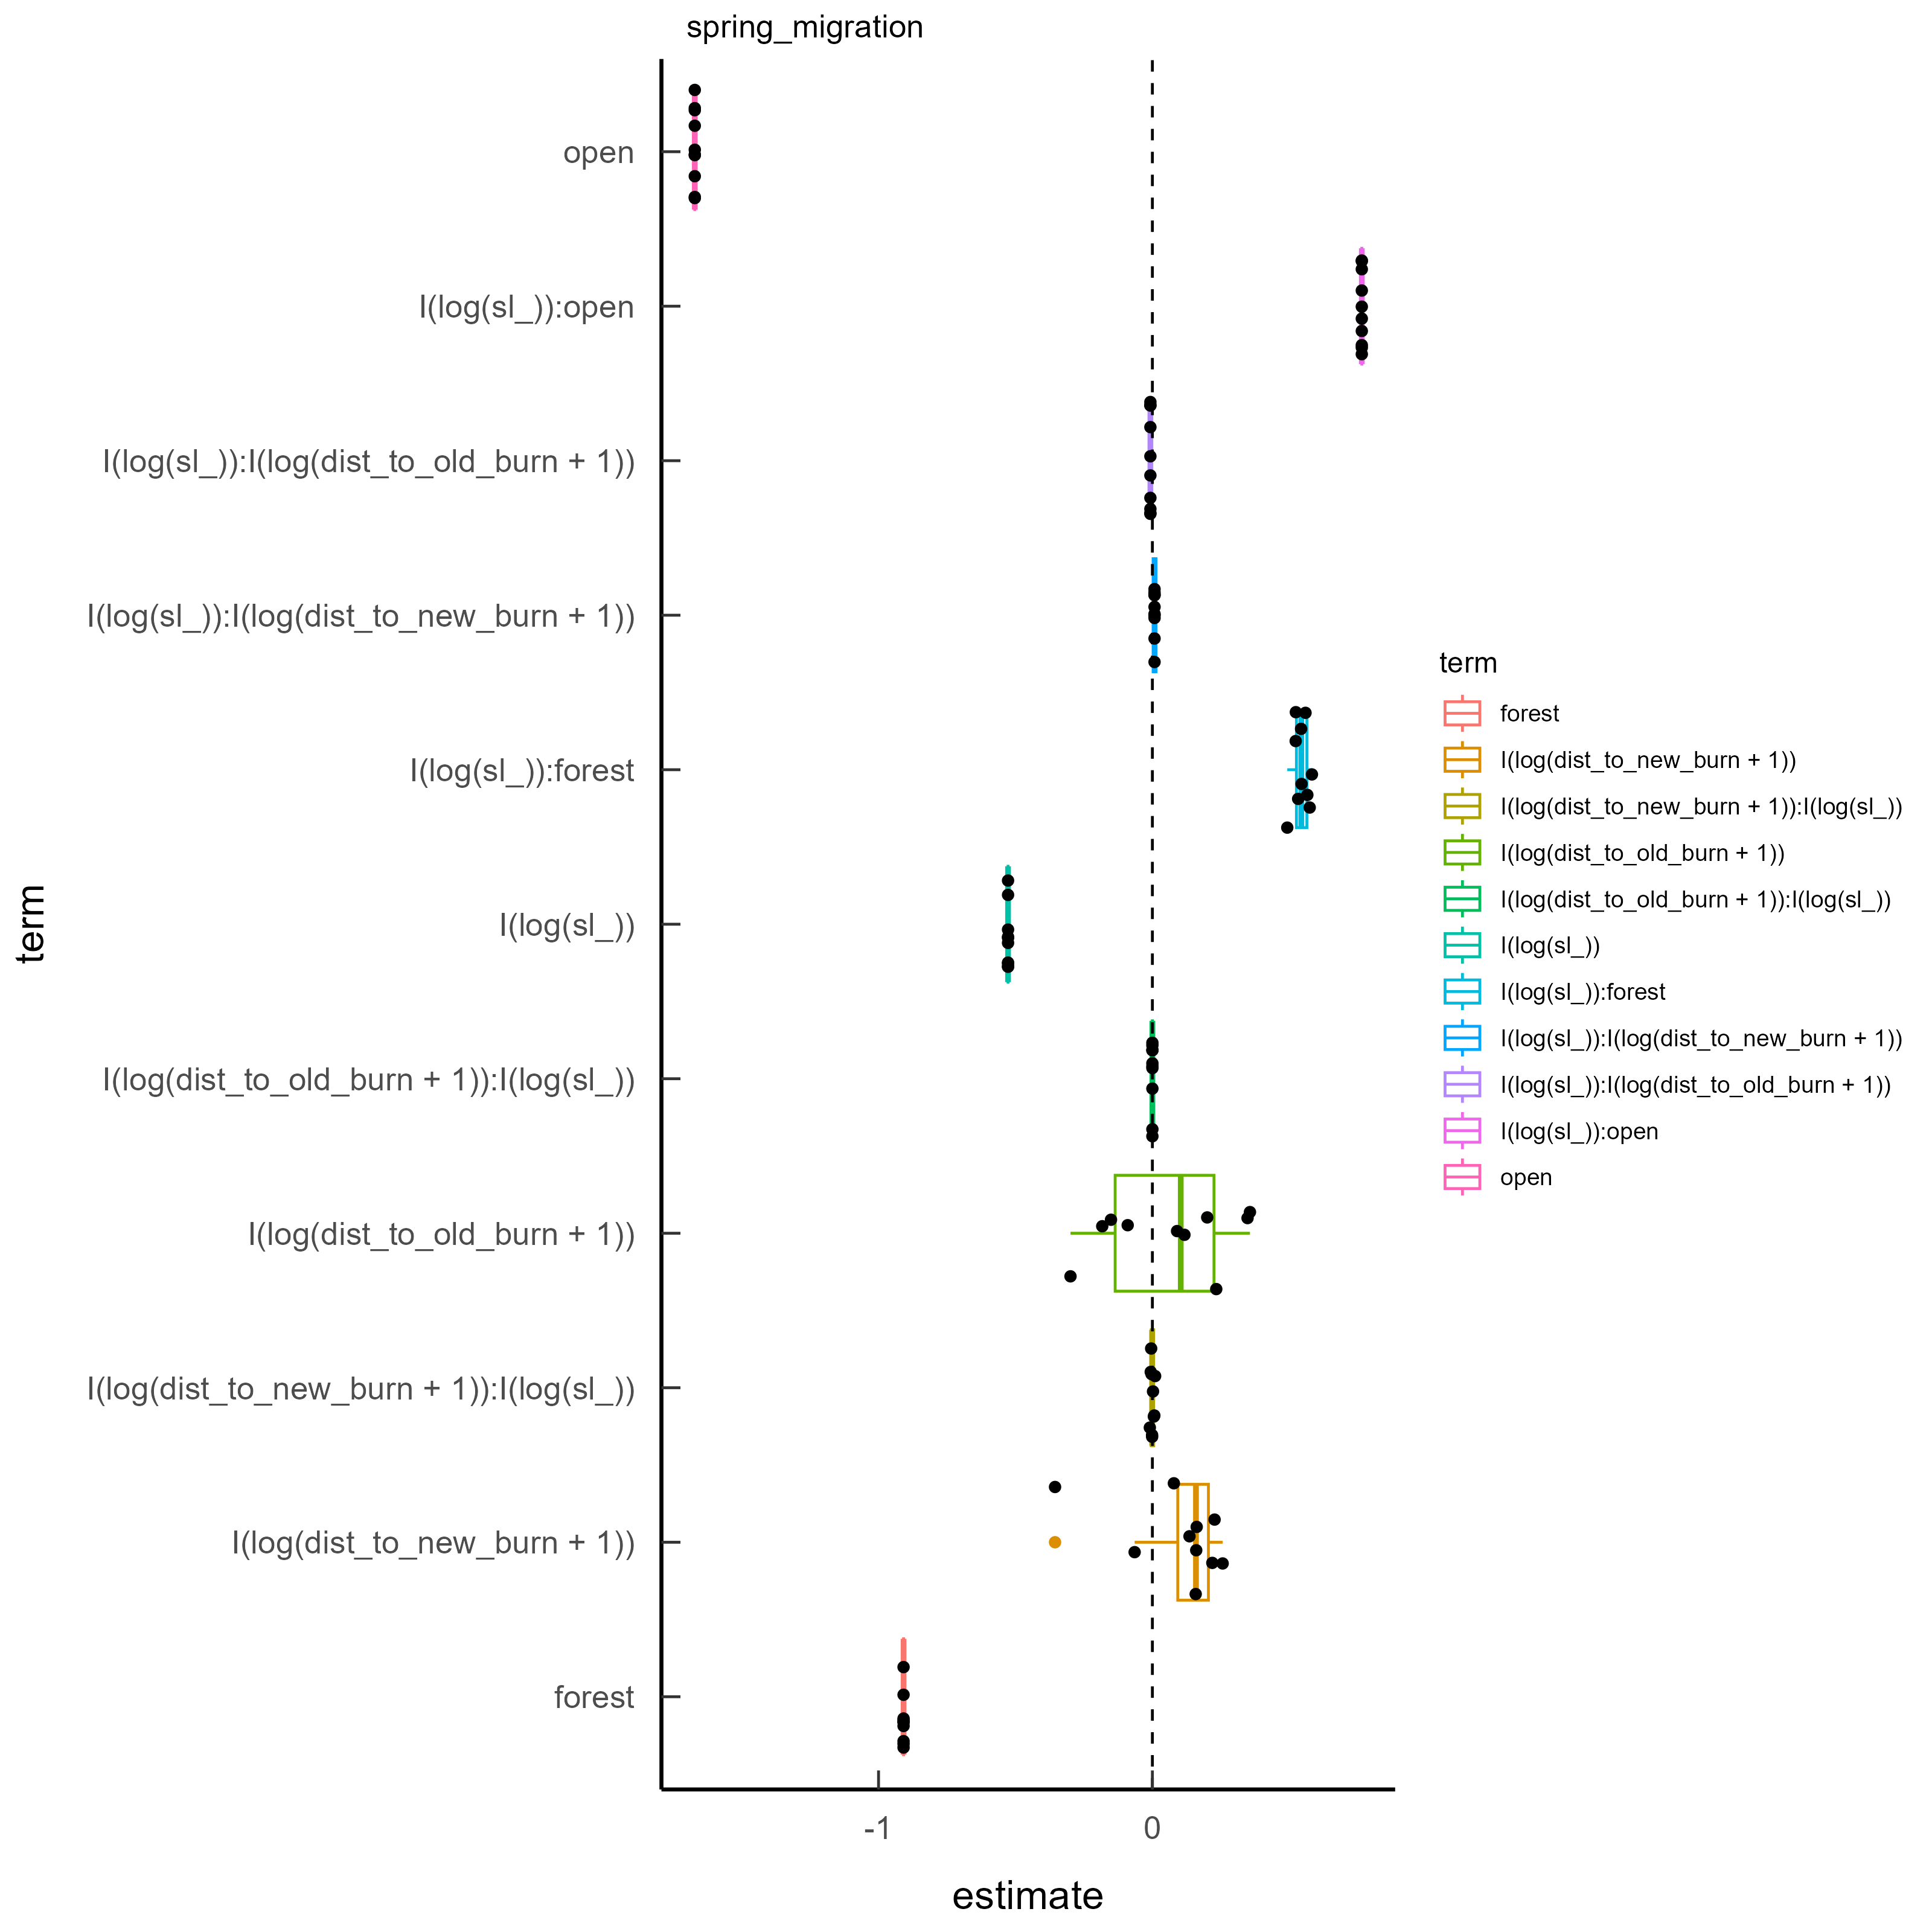 spring_migration
open
I(log(sl_)):open
I(log(sl_)):I(log(dist_to_old_burn + 1))
I(log(sl_)):I(log(dist_to_new_burn + 1))
I(log(sl_)):forest
I(log(sl_))
I(log(dist_to_old_burn + 1)):I(log(sl_))
I(log(dist_to_old_burn + 1))
I(log(dist_to_new_burn + 1)):I(log(sl_))
I(log(dist_to_new_burn + 1))
forest
term
-1
0
estimate
term
forest
I(log(dist_to_new_burn + 1))
I(log(dist_to_new_burn + 1)):I(log(sl_))
I(log(dist_to_old_burn + 1))
I(log(dist_to_old_burn + 1)):I(log(sl_))
I(log(sl_))
I(log(sl_)):forest
I(log(sl_)):I(log(dist_to_new_burn + 1))
I(log(sl_)):I(log(dist_to_old_burn + 1))
I(log(sl_)):open
open